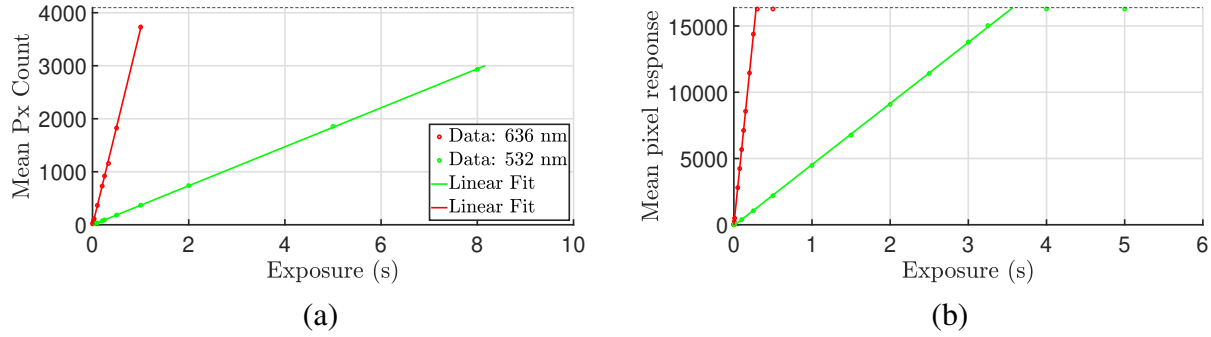 4000
3000
2000
1000
0
Mean Px Count
0 2 4 6 8 10
Exposure (s)
Data: 636 nm
Data: 532 nm
Linear Fit
Linear Fit
(a)
15000
10000
5000
0
Mean pixel response
0 1 2 3 4 5 6
Exposure (s)
(b)